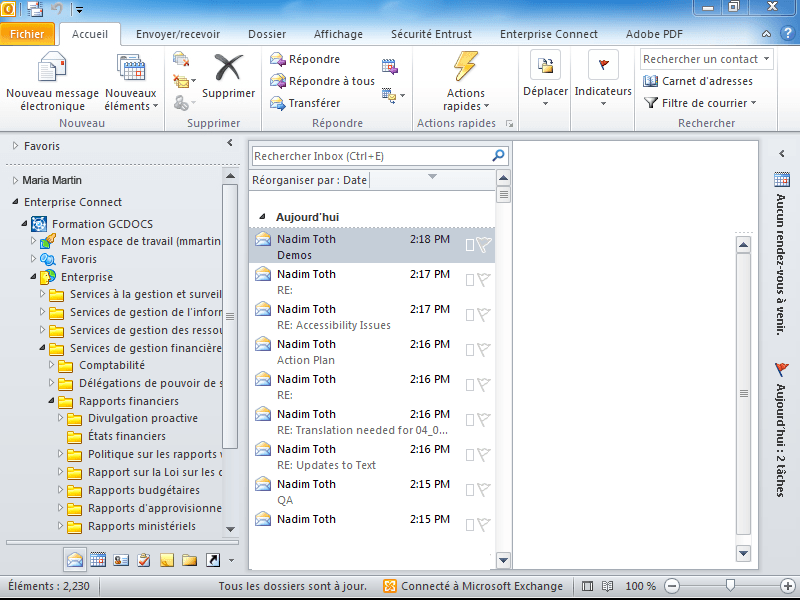 Fichier Accueil Envoyer/recevoir Dossier Affichage Sécurité Entrust Enterprise Connect Adobe PDF
Nouveau message électronique
Nouveaux éléments
Nouveau
Supprimer
Supprimer
Répondre
Répondre à tous
Transférer
Répondre
Actions rapides
Actions rapides
Déplacer
Indicateurs
Rechercher un contact
Carnet d'adresses
Filtre de courrier
Rechercher
Favoris
Maria Martin
Enterprise Connect
Formation GCDOCS
Mon espace de travail (mmartin
Favoris
Enterprise
Services à la gestion et surveil
Services de gestion de l'inforr
Services de gestion des ressou
Services de gestion financière
Comptabilité
Délégations de pouvoir de s
Rapports financiers
Divulgation proactive
États financiers
Politique sur les rapports
Rapport sur la Loi sur les c
Rapports budgétaires
Rapports d'approvisionne
Rapports ministériels
Rechercher Inbox (Ctrl+E)
Réorganiser par : Date
Aujourd'hui
Nadim Toth 2:18 PM
Demos
Nadim Toth 2:17 PM
RE:
Nadim Toth 2:17 PM
RE: Accessibility Issues
Nadim Toth 2:16 PM
Action Plan
Nadim Toth 2:16 PM
RE:
Nadim Toth 2:16 PM
RE: Translation needed for 04_0...
Nadim Toth 2:16 PM
RE: Updates to Text
Nadim Toth 2:15 PM
QA
Nadim Toth 2:15 PM
Aucun rendez-vous à venir.
Aujourd'hui : 2 tâches
Éléments : 2,230 Tous les dossiers sont à jour. Connecté à Microsoft Exchange 100 %